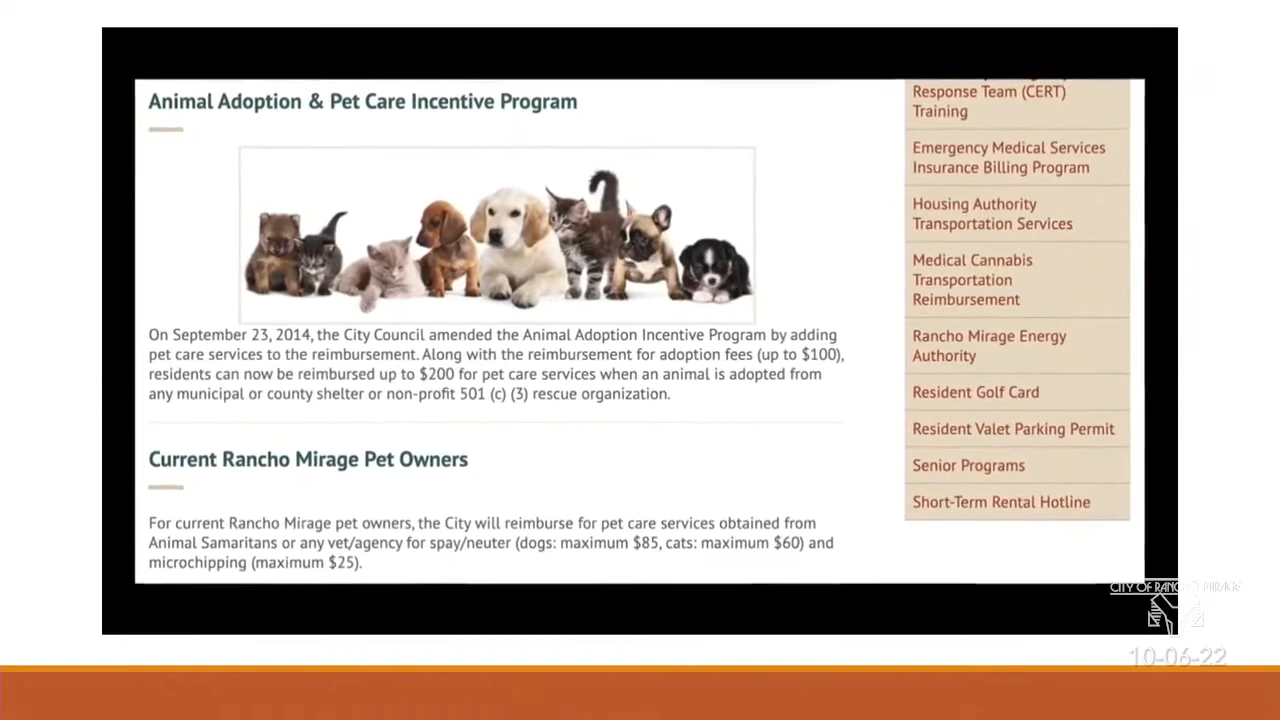 Animal Adoption & Pet Care Incentive Program
On September 23, 2014, the City Council amended the Animal Adoption Incentive Program by adding
pet care services to the reimbursement. Along with the reimbursement for adoption fees (up to $100),
residents can now be reimbursed up to $200 for pet care services when an animal is adopted from
any municipal or county shelter or non-profit 501 (c) (3) rescue organization.
Current Rancho Mirage Pet Owners
For current Rancho Mirage pet owners, the City will reimburse for pet care services obtained from
Animal Samaritans or any vet/agency for spay/neuter (dogs: maximum $85, cats: maximum $60) and
microchipping (maximum $25).
Response Team (CERT)
Training
Emergency Medical Services
Insurance Billing Program
Housing Authority
Transportation Services
Medical Cannabis
Transportation
Reimbursement
Rancho Mirage Energy
Authority
Resident Golf Card
Resident Valet Parking Permit
Senior Programs
Short-Term Rental Hotline
CITY OF RANCHO MIRAGE
10-06-22